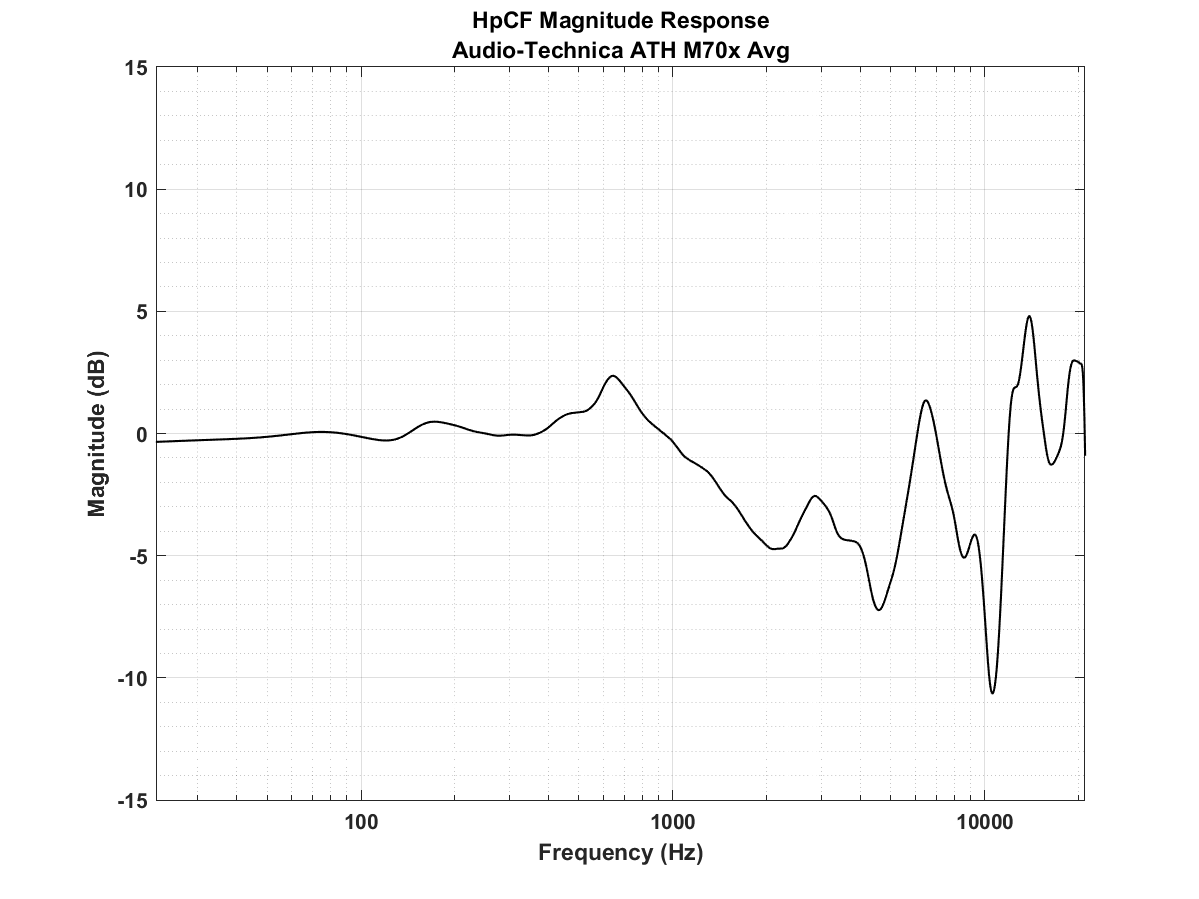 HpCF Magnitude Response
Audio-Technica ATH M70x Avg
15
10
5
0
-5
-10
-15
Magnitude (dB)
100
1000
10000
Frequency (Hz)